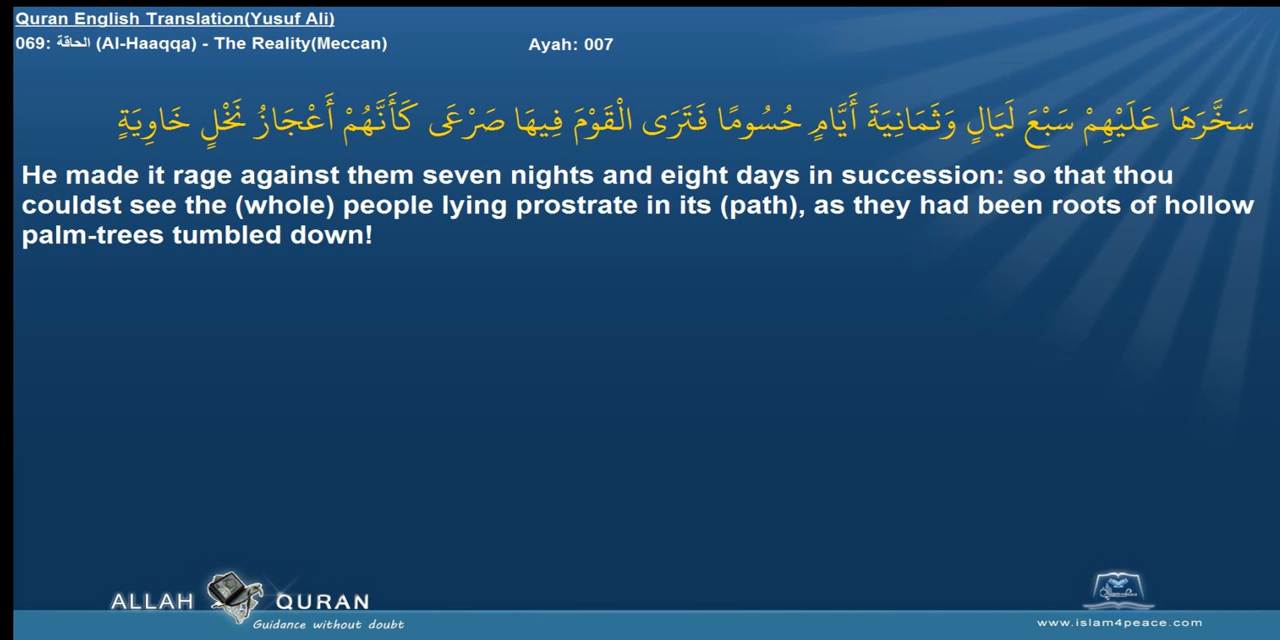 Quran English Translation(Yusuf Ali)
069: الحاقة (Al-Haaqqa) - The Reality(Meccan) Ayah: 007
سَخَّرَهَا عَلَيْهِمْ سَبْعَ لَيَالٍ وَثَمَانِيَةَ أَيَّامٍ حُسُومًا فَتَرَى الْقَوْمَ فِيهَا صَرْعَى كَأَنَّهُمْ أَعْجَازُ نَخْلٍ خَاوِيَةٍ
He made it rage against them seven nights and eight days in succession: so that thou
couldst see the (whole) people lying prostrate in its (path), as they had been roots of hollow
palm-trees tumbled down!
ALLAH QURAN
Guidance without doubt
www.islam4peace.com